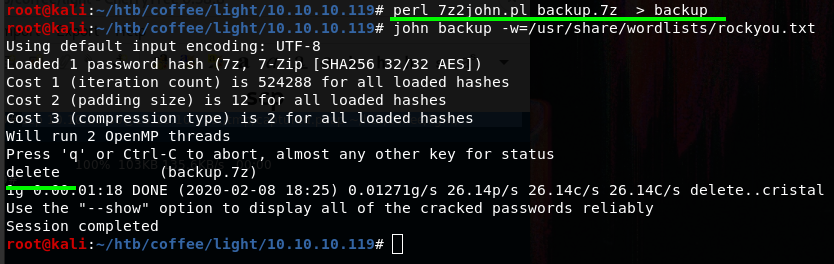 root@kali:~/htb/coffee/light/10.10.10.119# perl 7z2john.pl backup.7z  > backup
root@kali:~/htb/coffee/light/10.10.10.119# john backup -w=/usr/share/wordlists/rockyou.txt
Using default input encoding: UTF-8
Loaded 1 password hash (7z, 7-Zip [SHA256 32/32 AES])
Cost 1 (iteration count) is 524288 for all loaded hashes
Cost 2 (padding size) is 12 for all loaded hashes
Cost 3 (compression type) is 2 for all loaded hashes
Will run 2 OpenMP threads
Press 'q' or Ctrl-C to abort, almost any other key for status
delete           (backup.7z)
1g 0:00:01:18 DONE (2020-02-08 18:25) 0.01271g/s 26.14p/s 26.14c/s 26.14C/s delete..cristal
Use the "--show" option to display all of the cracked passwords reliably
Session completed
root@kali:~/htb/coffee/light/10.10.10.119#